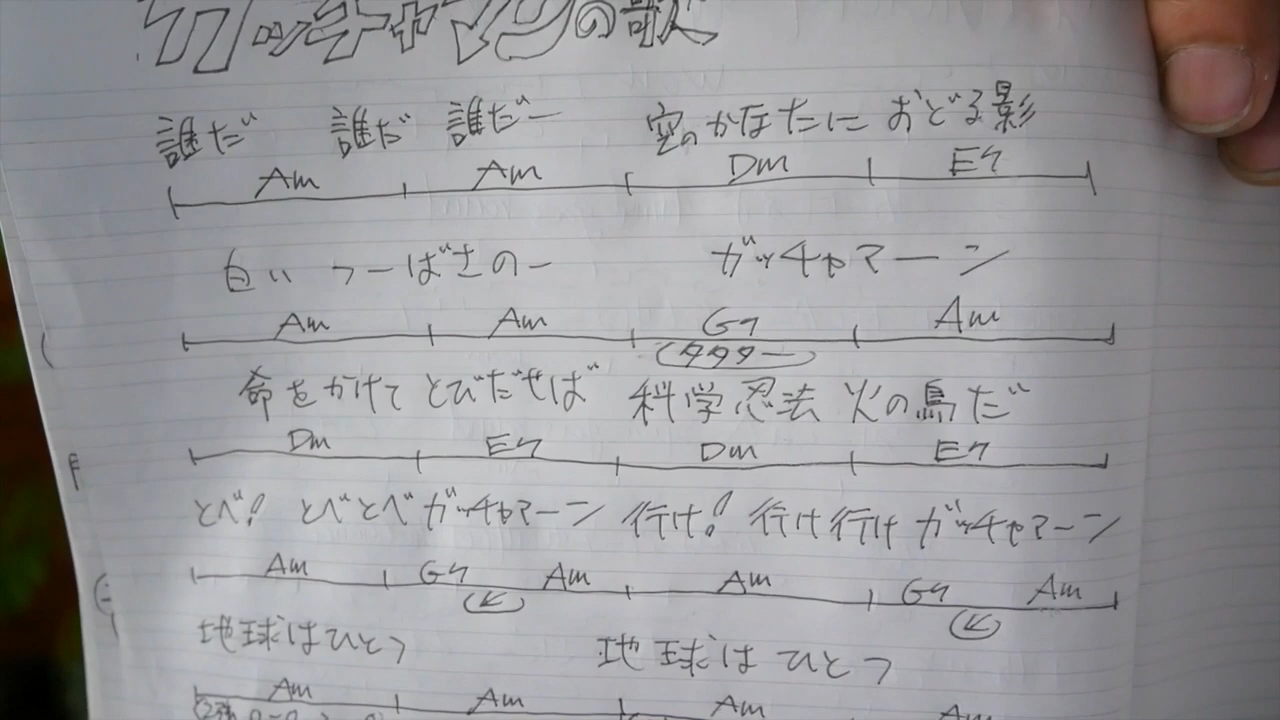 ガッチャマンの歌
誰だ 誰だ 誰だー 空のかなたに おどる影
Am Am Dm E7
白い つーばさのー ガッチャマーン
Am Am G7 Am
(タタター)
命をかけて とびだせば 科学忍法 火の鳥だ
Dm E7 Dm E7
とべ! とべとべガッチャマーン 行け! 行け行け ガッチャマーン
Am G7 Am Am G7 Am
地球はひとつ 地球は ひとつ
Am Am Am Am